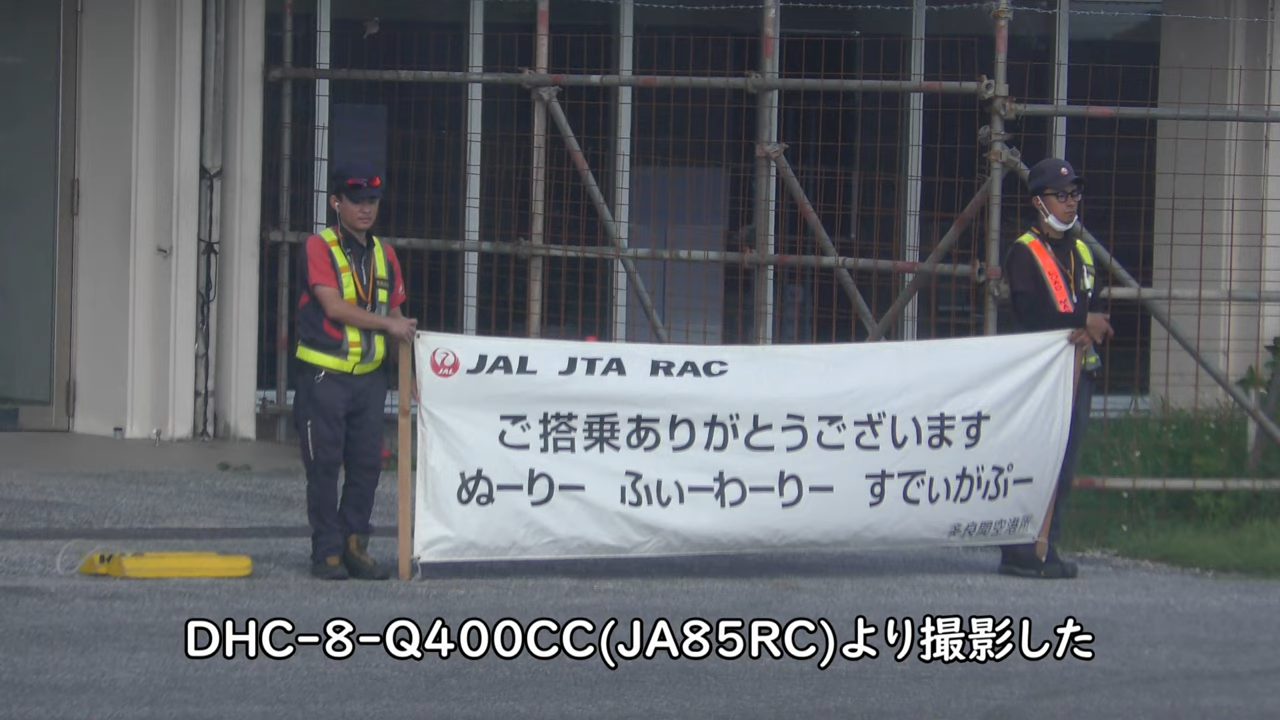 JAL JTA RAC
ご搭乗ありがとうございます
ぬーりー ふぃーわーりー すでぃがぷー
多良間空港所
DHC-8-Q400CC(JA85RC)より撮影した